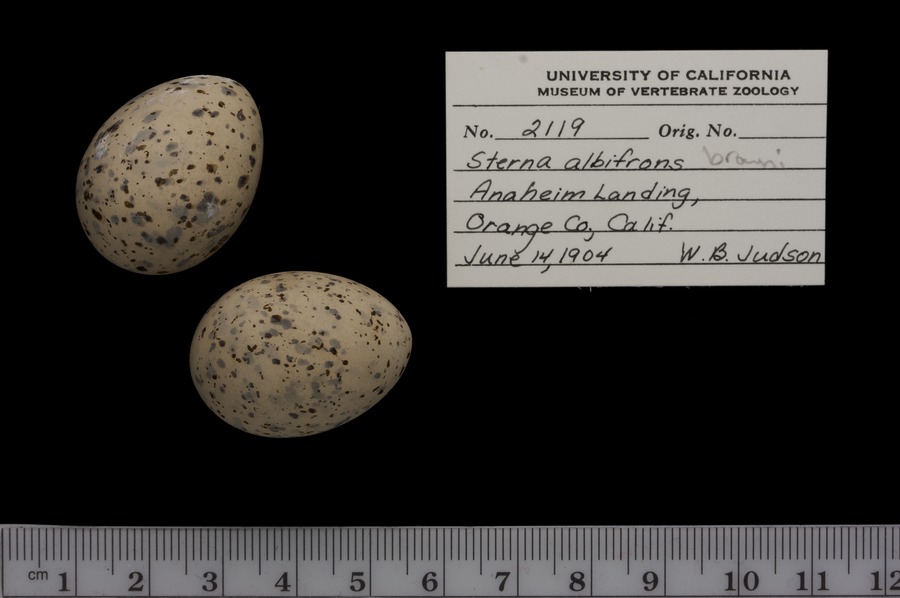 UNIVERSITY OF CALIFORNIA
MUSEUM OF VERTEBRATE ZOOLOGY
No. 2119 Orig. No.
Sterna albifrons browni
Anaheim Landing,
Orange Co, Calif.
June 14, 1904 W.B. Judson
cm 1 2 3 4 5 6 7 8 9 10 11 12